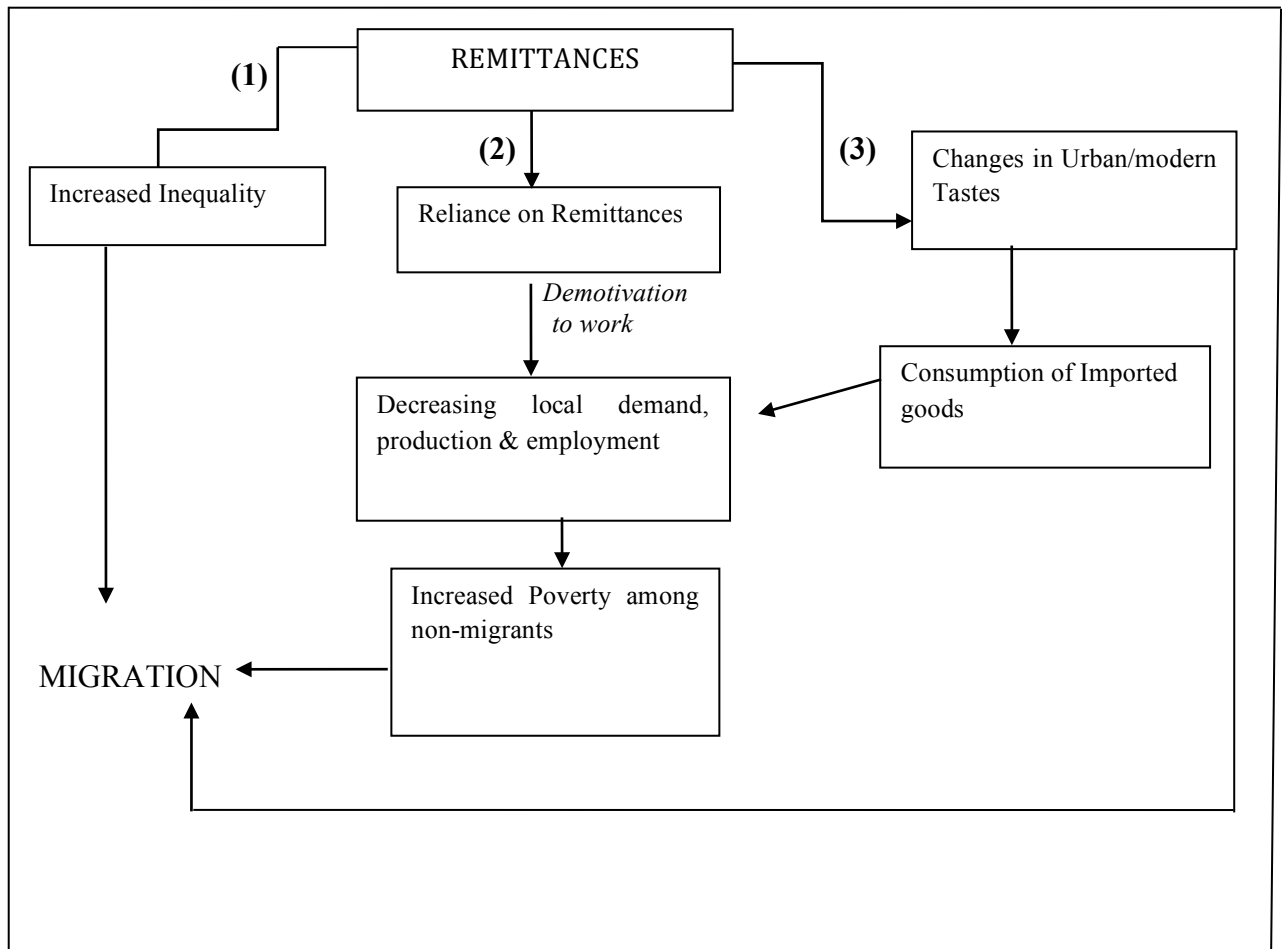 REMITTANCES
(1)
(2)
(3)
Increased Inequality
Reliance on Remittances
Changes in Urban/modern
Tastes
Demotivation
to work
Decreasing local demand,
production & employment
Consumption of Imported
goods
Increased Poverty among
non-migrants
MIGRATION